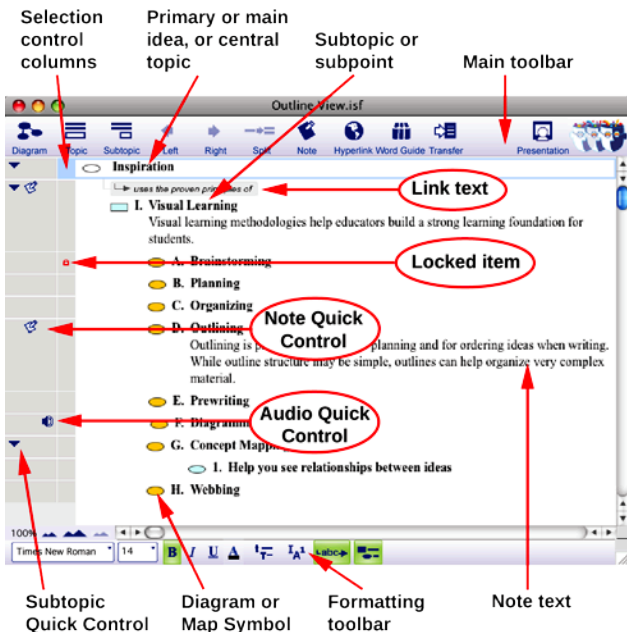 Selection control columns
Primary or main idea, or central topic
Subtopic or subpoint
Main toolbar
Outline View.isf
Diagram Topic Subtopic Left Right Split Note Hyperlink Word Guide Transfer Presentation
Inspiration
uses the proven principles of
Link text
I. Visual Learning
Visual learning methodologies help educators build a strong learning foundation for
students.
A. Brainstorming
Locked item
B. Planning
C. Organizing
Note Quick Control
D. Outlining
Outlining is planning and for ordering ideas when writing.
While outline structure may be simple, outlines can help organize very complex
material.
E. Prewriting
Audio Quick Control
F. Diagramming
G. Concept Mapping
1. Help you see relationships between ideas
H. Webbing
100%
Times New Roman 14 B I U A abc
Subtopic Quick Control
Diagram or Map Symbol
Formatting toolbar
Note text